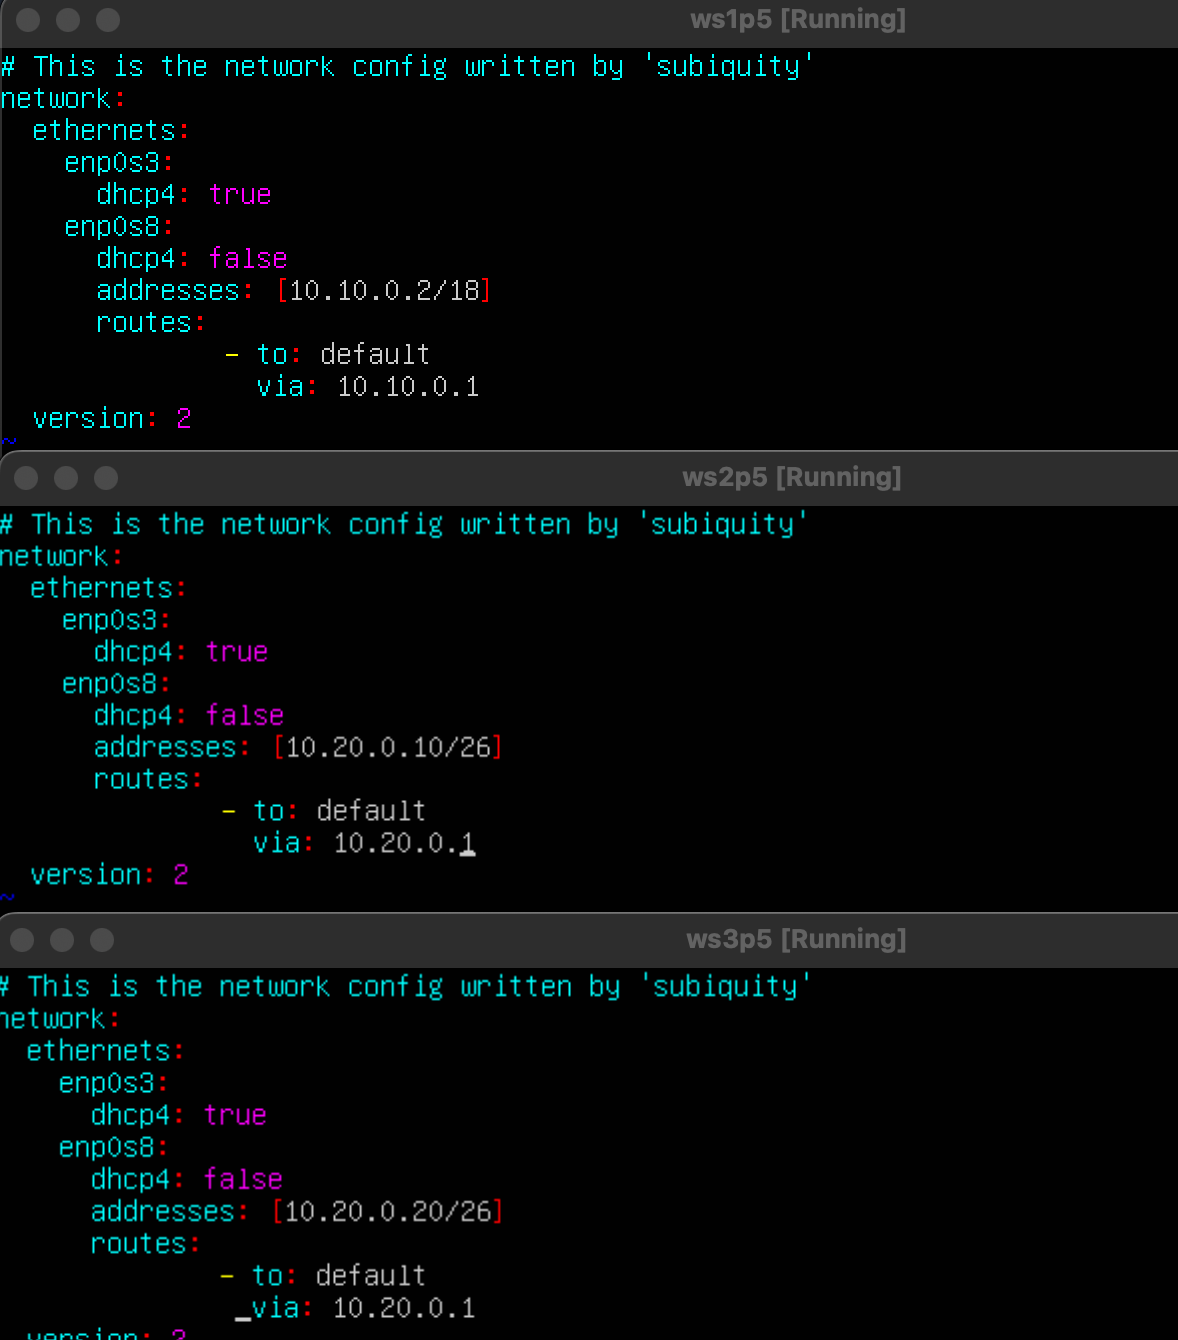 ws1p5 [Running]
# This is the network config written by 'subiquity'
network:
  ethernets:
    enp0s3:
      dhcp4: true
    enp0s8:
      dhcp4: false
      addresses: [10.10.0.2/18]
      routes:
              - to: default
                via: 10.10.0.1
  version: 2
~
ws2p5 [Running]
# This is the network config written by 'subiquity'
network:
  ethernets:
    enp0s3:
      dhcp4: true
    enp0s8:
      dhcp4: false
      addresses: [10.20.0.10/26]
      routes:
              - to: default
                via: 10.20.0.1
  version: 2
~
ws3p5 [Running]
# This is the network config written by 'subiquity'
network:
  ethernets:
    enp0s3:
      dhcp4: true
    enp0s8:
      dhcp4: false
      addresses: [10.20.0.20/26]
      routes:
              - to: default
                via: 10.20.0.1
  version: 2